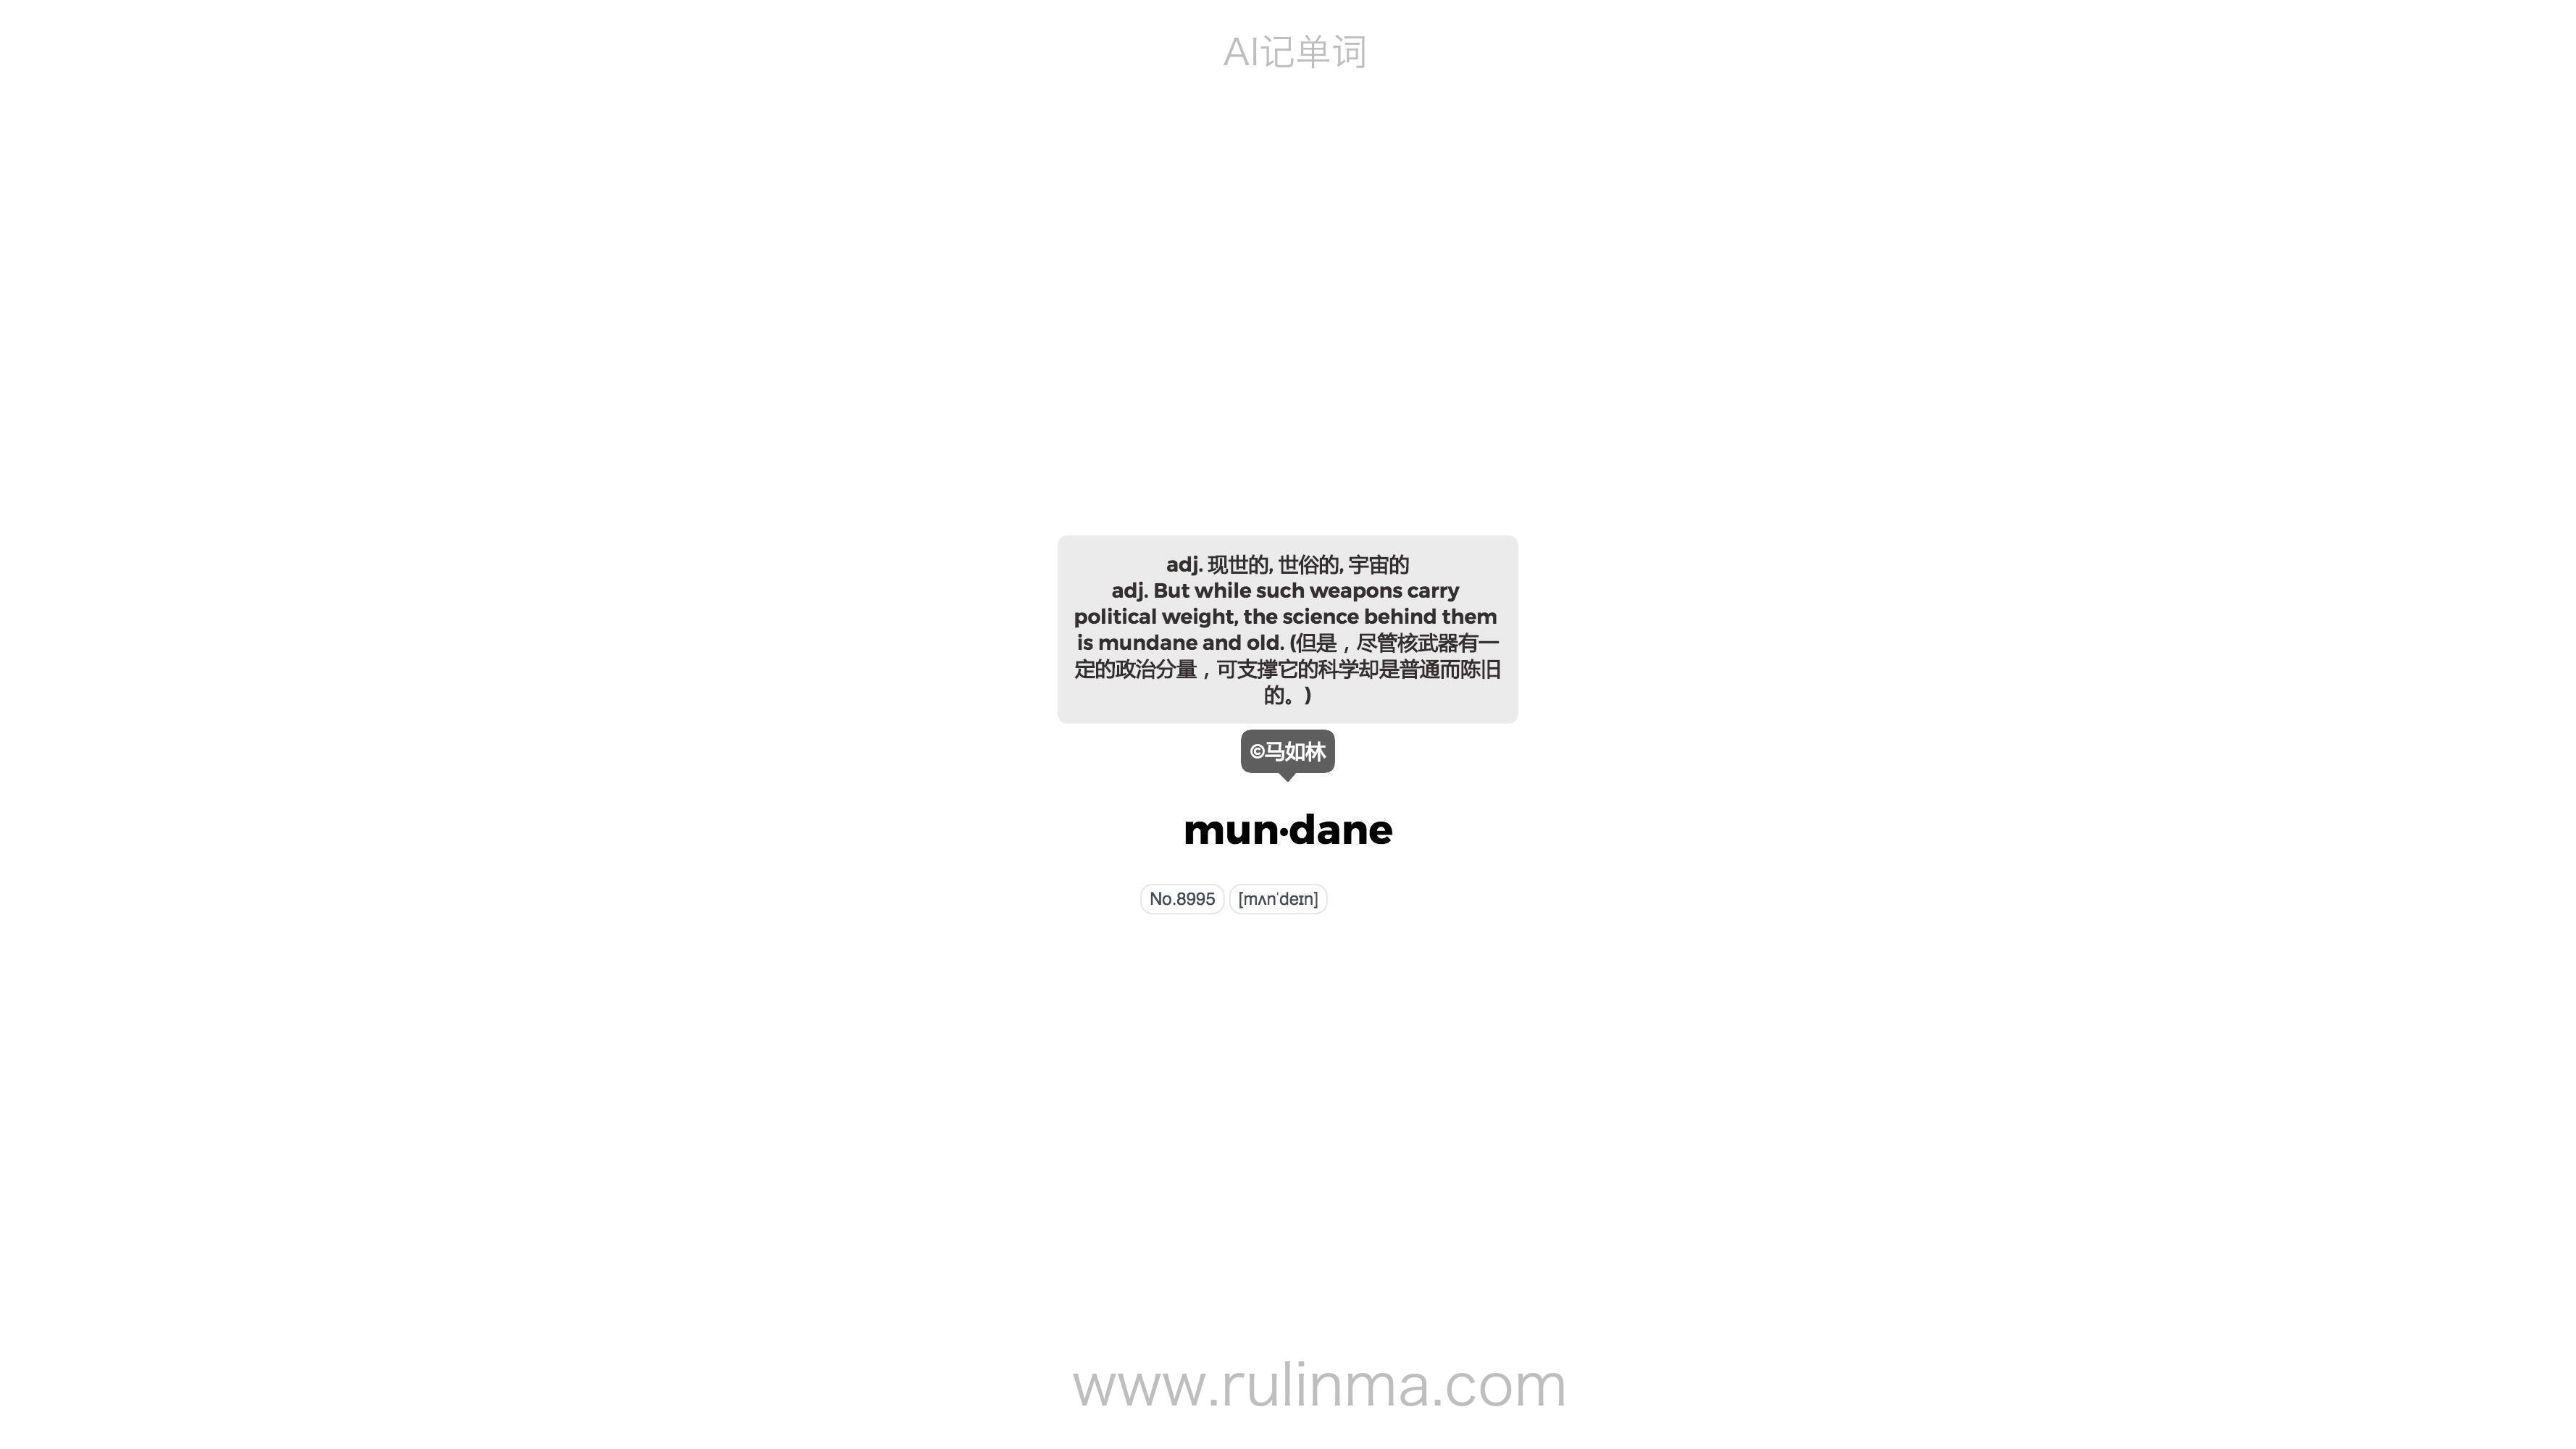 AI记单词
adj. 现世的, 世俗的, 宇宙的
adj. But while such weapons carry
political weight, the science behind them
is mundane and old. (但是，尽管核武器有一
定的政治分量，可支撑它的科学却是普通而陈旧
的。)
©马如林
mun·dane
No.8995 [mʌnˈdeɪn]
www.rulinma.com